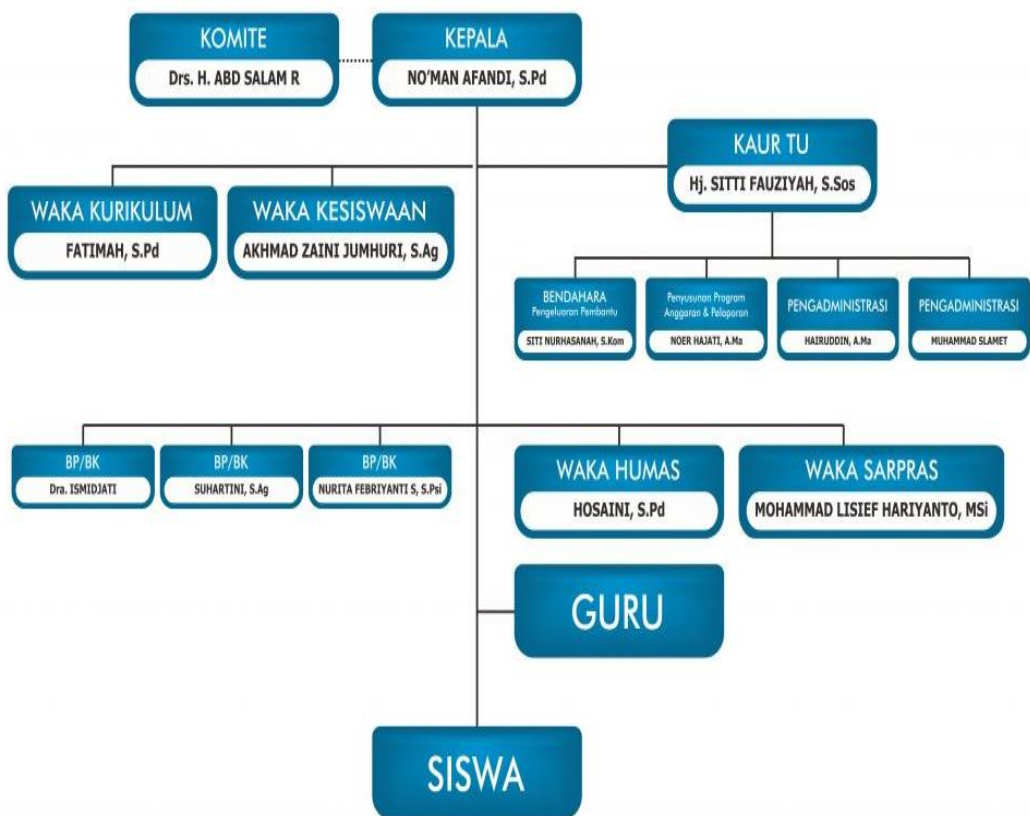 KOMITE
Drs. H. ABD SALAM R
KEPALA
NO'MAN AFANDI, S.Pd
KAUR TU
Hj. SITTI FAUZIYAH, S.Sos
WAKA KURIKULUM
FATIMAH, S.Pd
WAKA KESISWAAN
AKHMAD ZAINI JUMHURI, S.Ag
BENDAHARA
Pengeluaran Pembantu
SITI NURHASANAH, S.Kom
Penyusunan Program
Anggaran & Pelaporan
NOER HAJATI, A.Ma
PENGADMINISTRASI
HAIRUDDIN, A.Ma
PENGADMINISTRASI
MUHAMMAD SLAMET
BP/BK
Dra. ISMIDJATI
BP/BK
SUHARTINI, S.Ag
BP/BK
NURITA FEBRIYANTI S, S.Psi
WAKA HUMAS
HOSAINI, S.Pd
WAKA SARPRAS
MOHAMMAD LISIEF HARIYANTO, MSi
GURU
SISWA